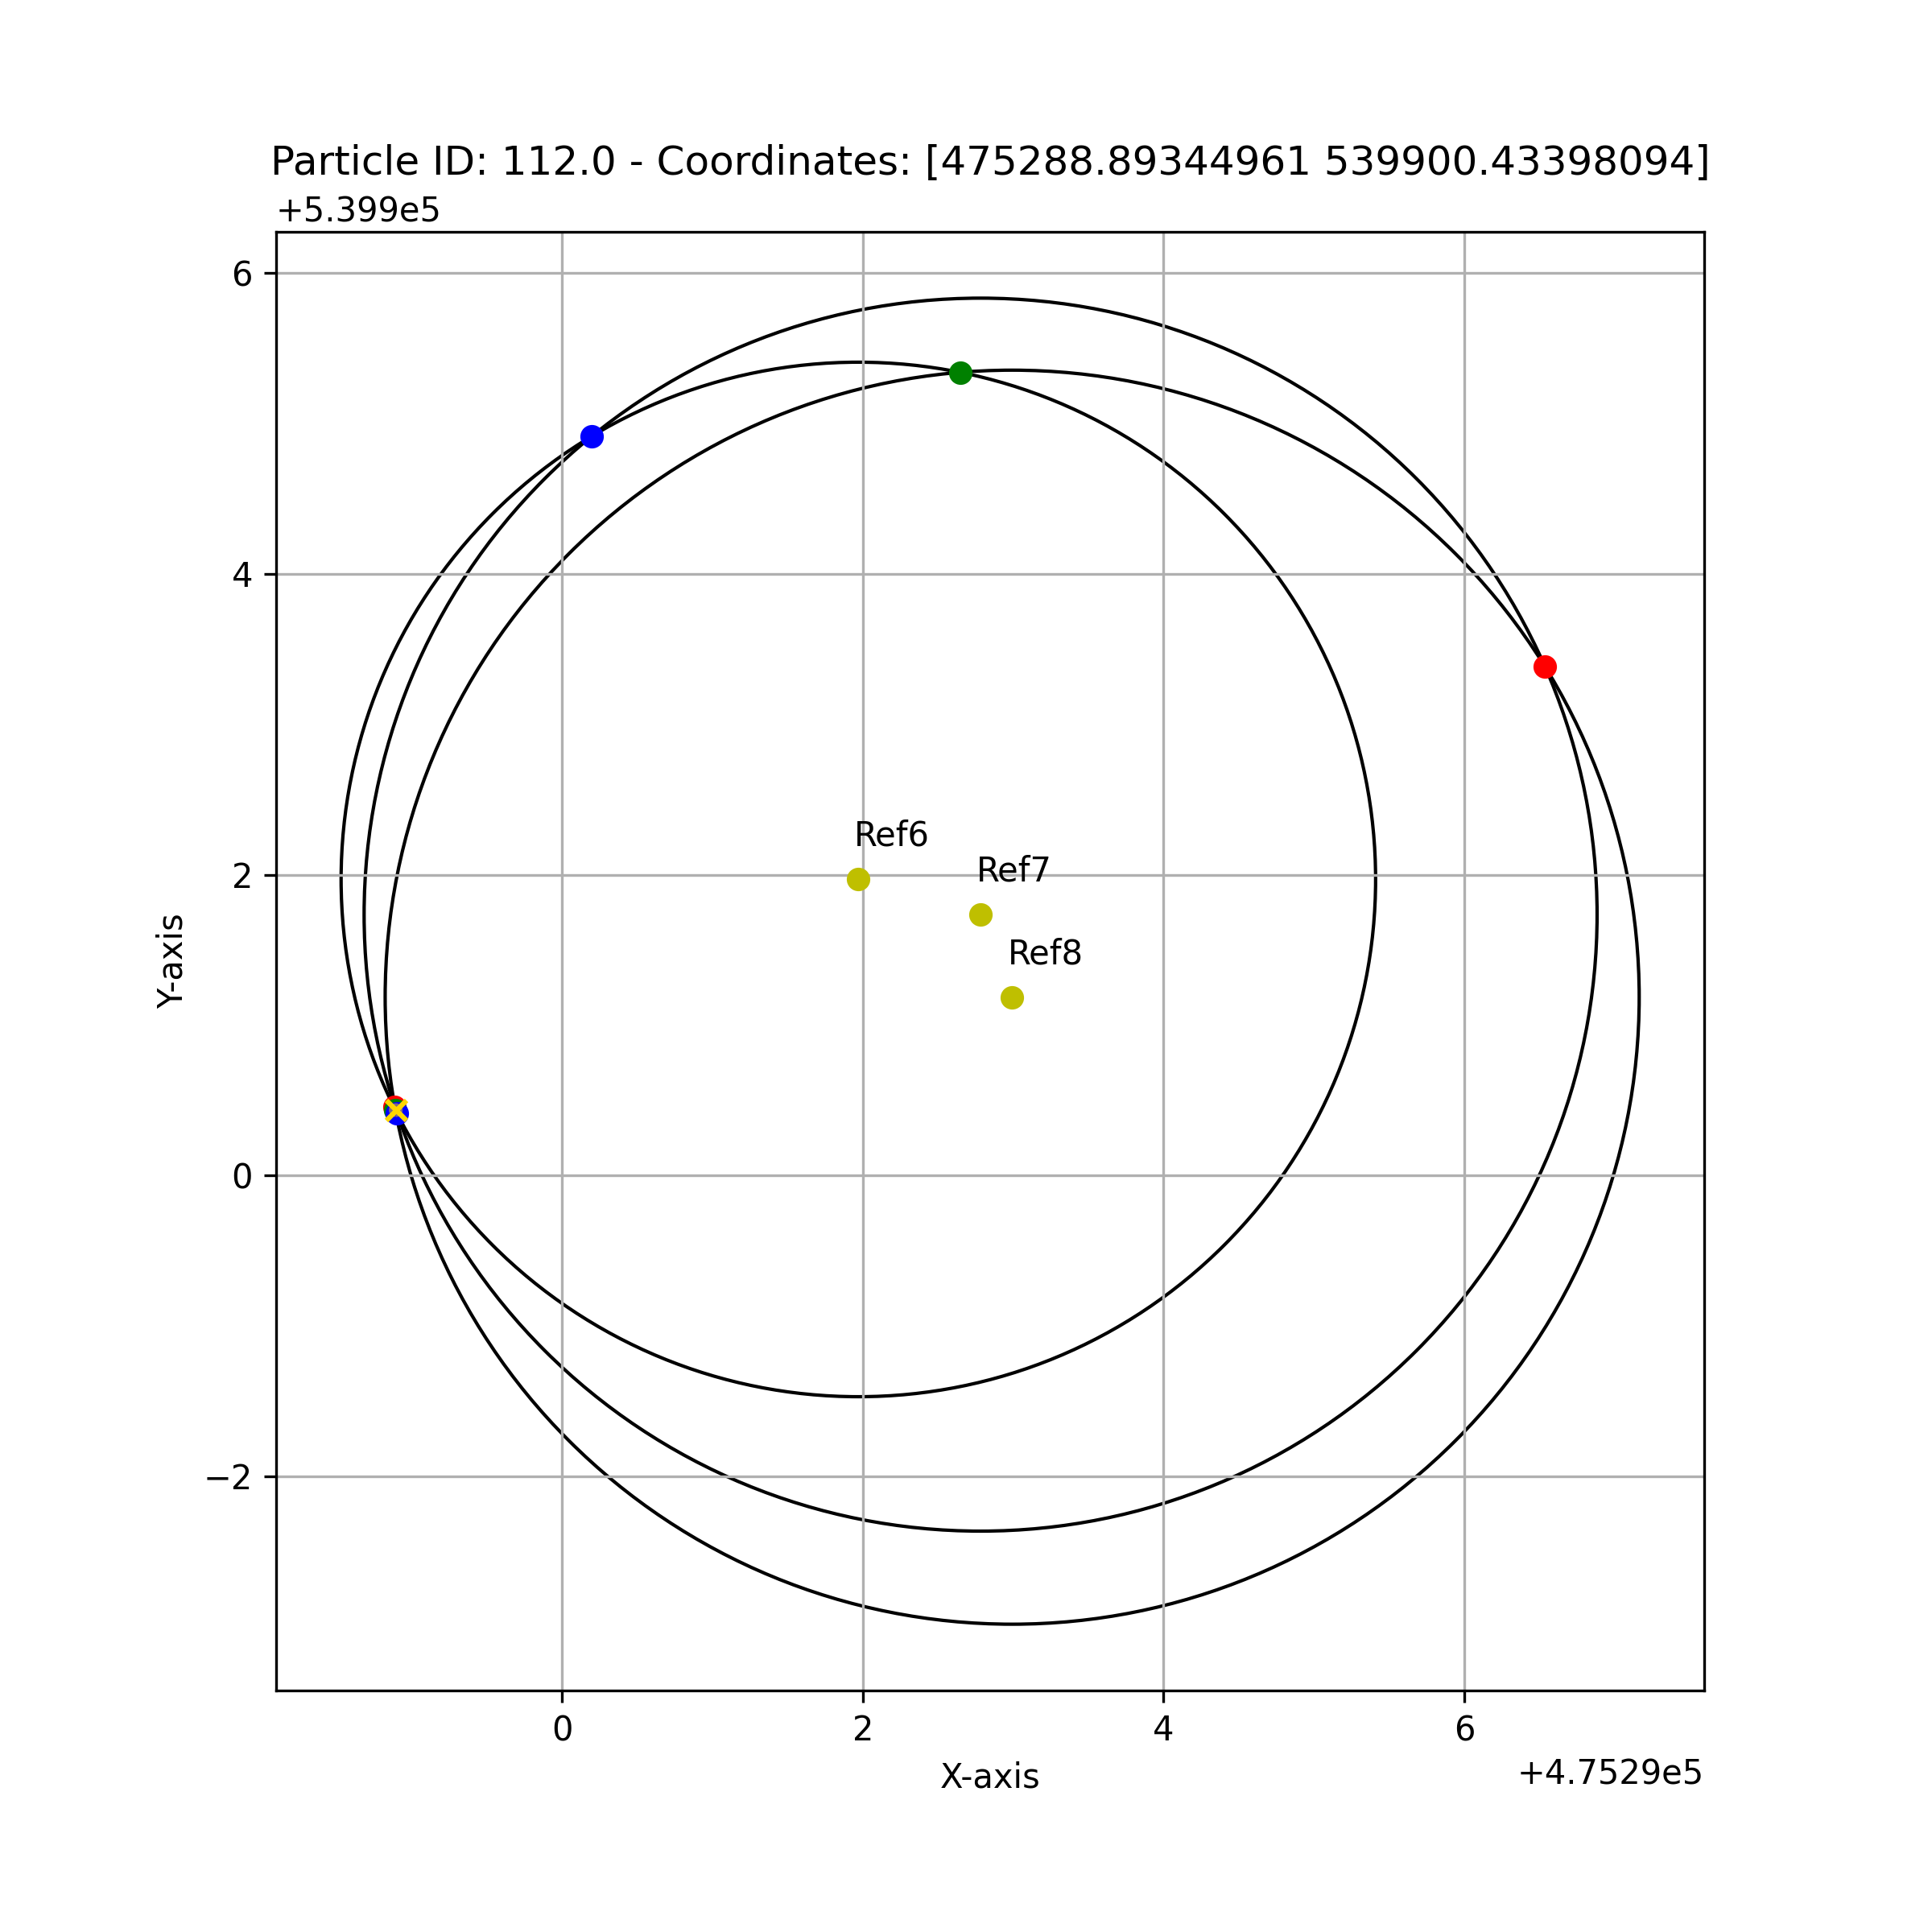 Particle ID: 112.0 - Coordinates: [475288.89344961 539900.43398094]
+5.399e5
6
4
2
0
−2
Y-axis
Ref6
Ref7
Ref8
0 2 4 6
X-axis
+4.7529e5